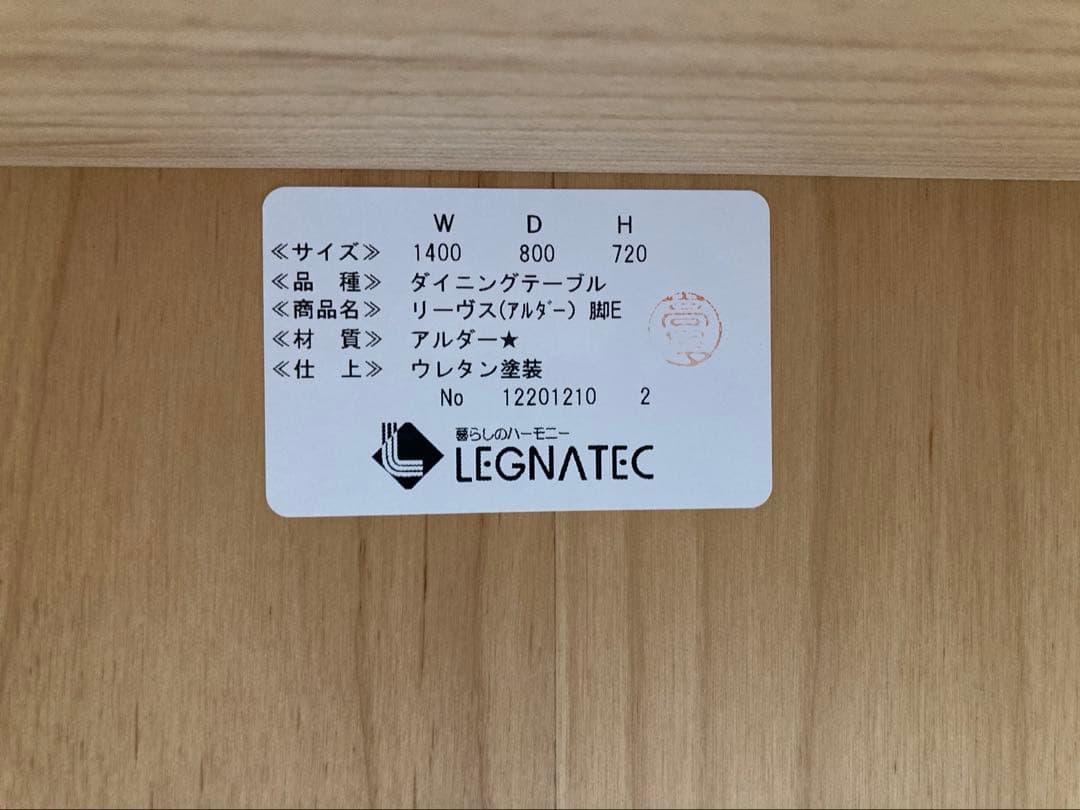 W D H
≪サイズ≫ 1400 800 720
≪品 種≫ ダイニングテーブル
≪商品名≫ リーヴス(ｱﾙﾀﾞｰ) 脚E
≪材 質≫ アルダー★
≪仕 上≫ ウレタン塗装
No 12201210 2
暮らしのハーモニー
LEGNATEC